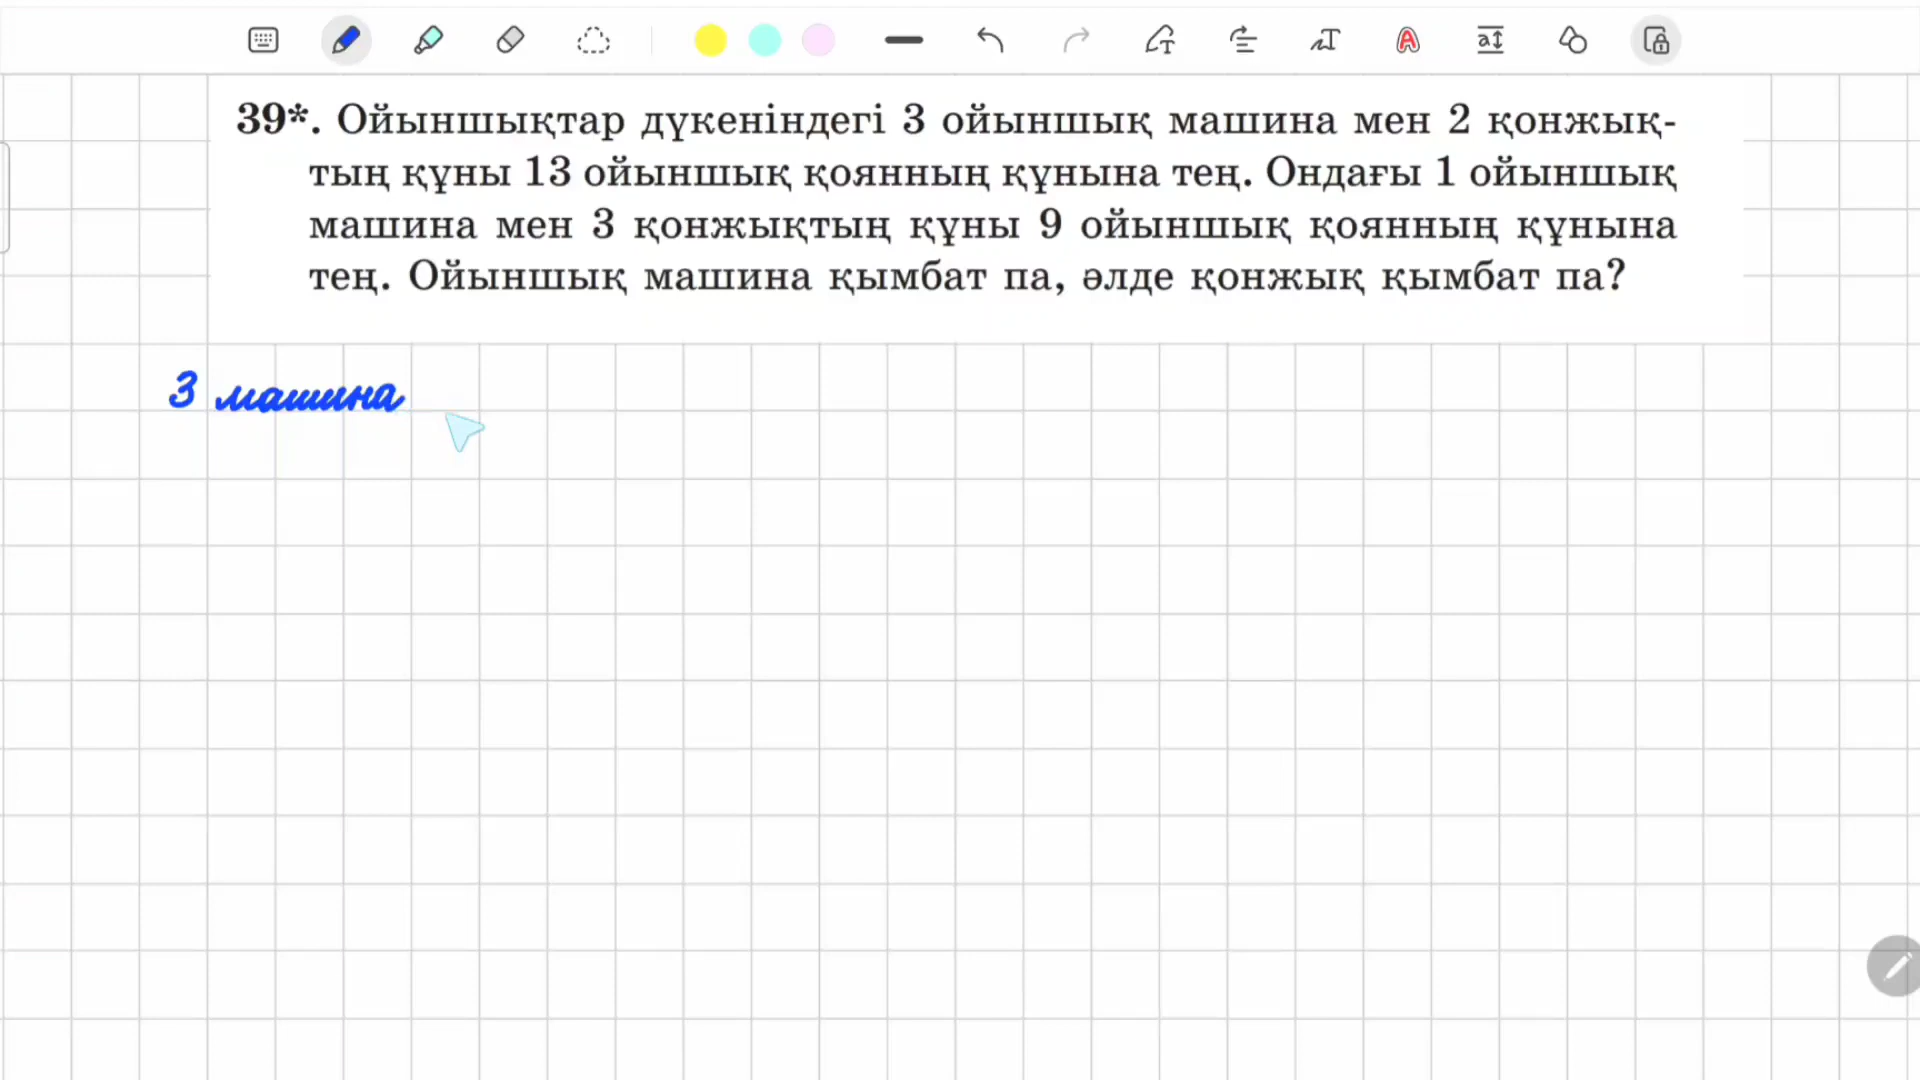 39*. Ойыншықтар дүкеніндегі 3 ойыншық машина мен 2 қонжық-
тың құны 13 ойыншық қоянның құнына тең. Ондағы 1 ойыншық
машина мен 3 қонжықтың құны 9 ойыншық қоянның құнына
тең. Ойыншық машина қымбат па, әлде қонжық қымбат па?
3 машина